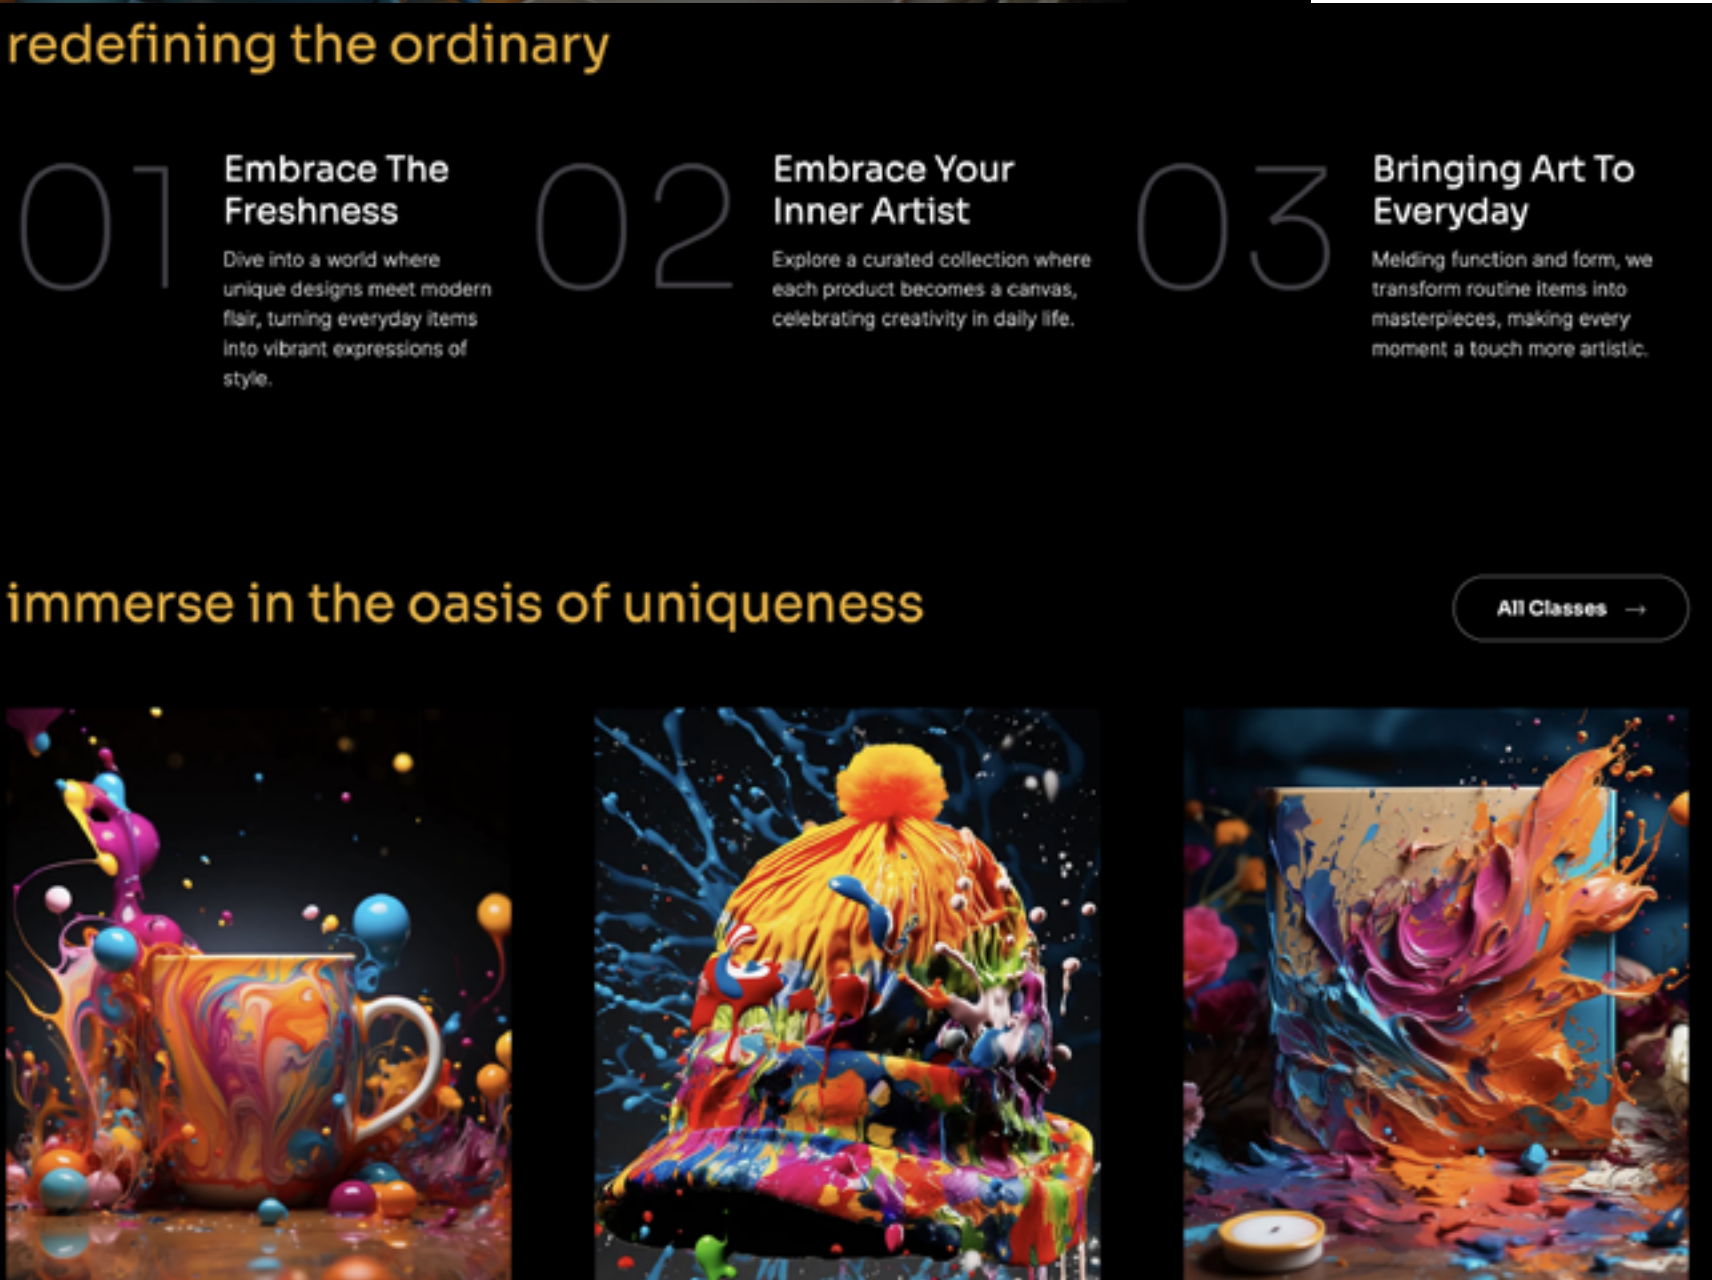 redefining the ordinary
01
Embrace The
Freshness
Dive into a world where
unique designs meet modern
flair, turning everyday items
into vibrant expressions of
style.
02
Embrace Your
Inner Artist
Explore a curated collection where
each product becomes a canvas,
celebrating creativity in daily life.
03
Bringing Art To
Everyday
Melding function and form, we
transform routine items into
masterpieces, making every
moment a touch more artistic.
immerse in the oasis of uniqueness
All Classes →